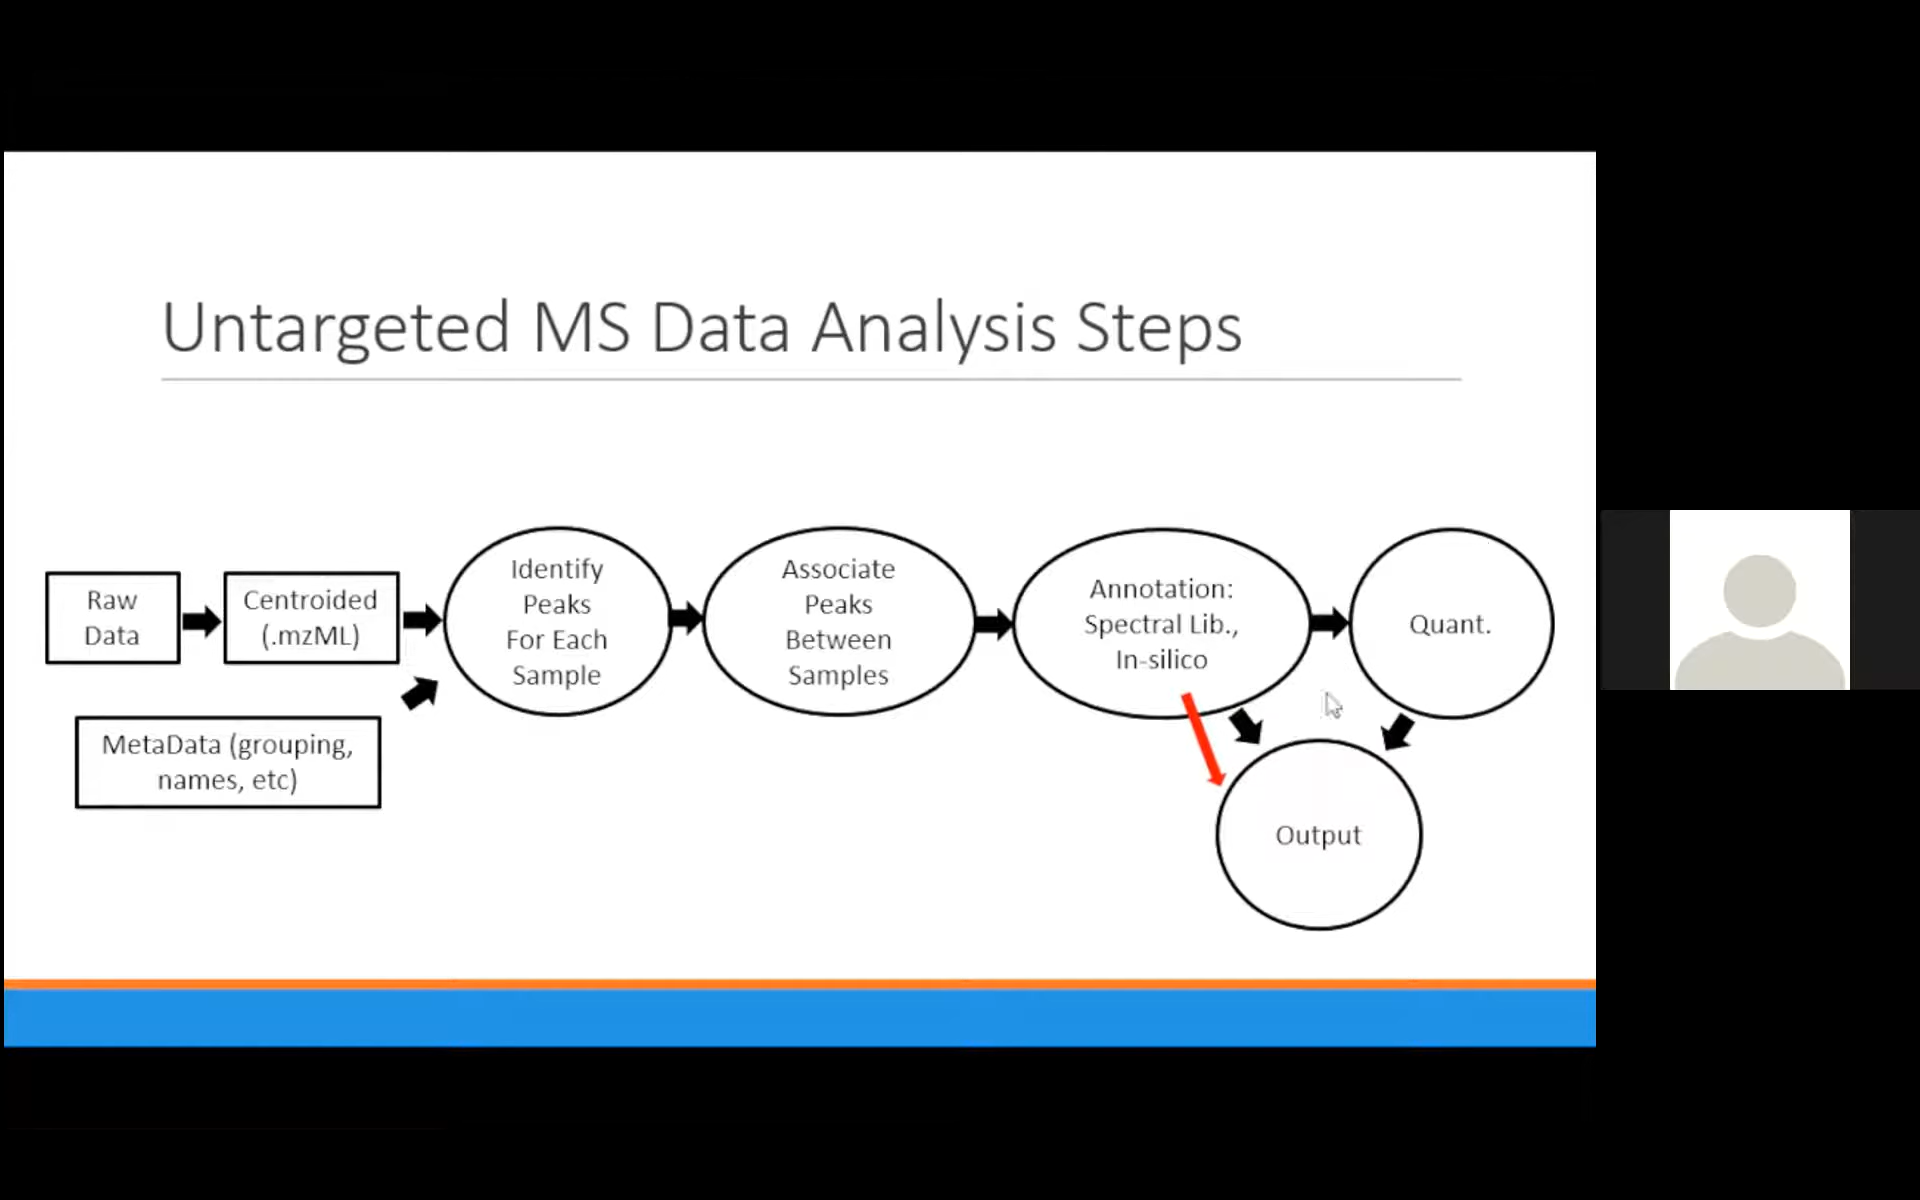 Untargeted MS Data Analysis Steps
Raw
Data
Centroided
(.mzML)
MetaData (grouping,
names, etc)
Identify
Peaks
For Each
Sample
Associate
Peaks
Between
Samples
Annotation:
Spectral Lib.,
In-silico
Quant.
Output